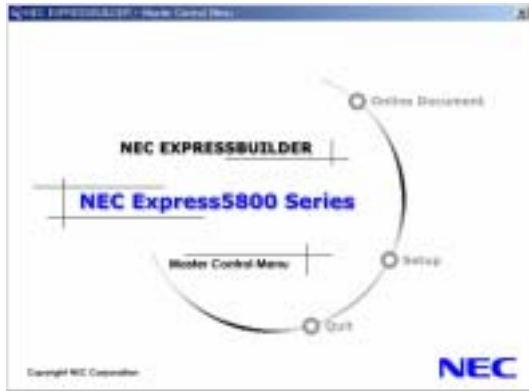 NEC EXPRESSBUILDER - Master Control Menu
Online Document
NEC EXPRESSBUILDER
NEC Express5800 Series
Master Control Menu
Setup
Quit
Copyright NEC Corporation
NEC